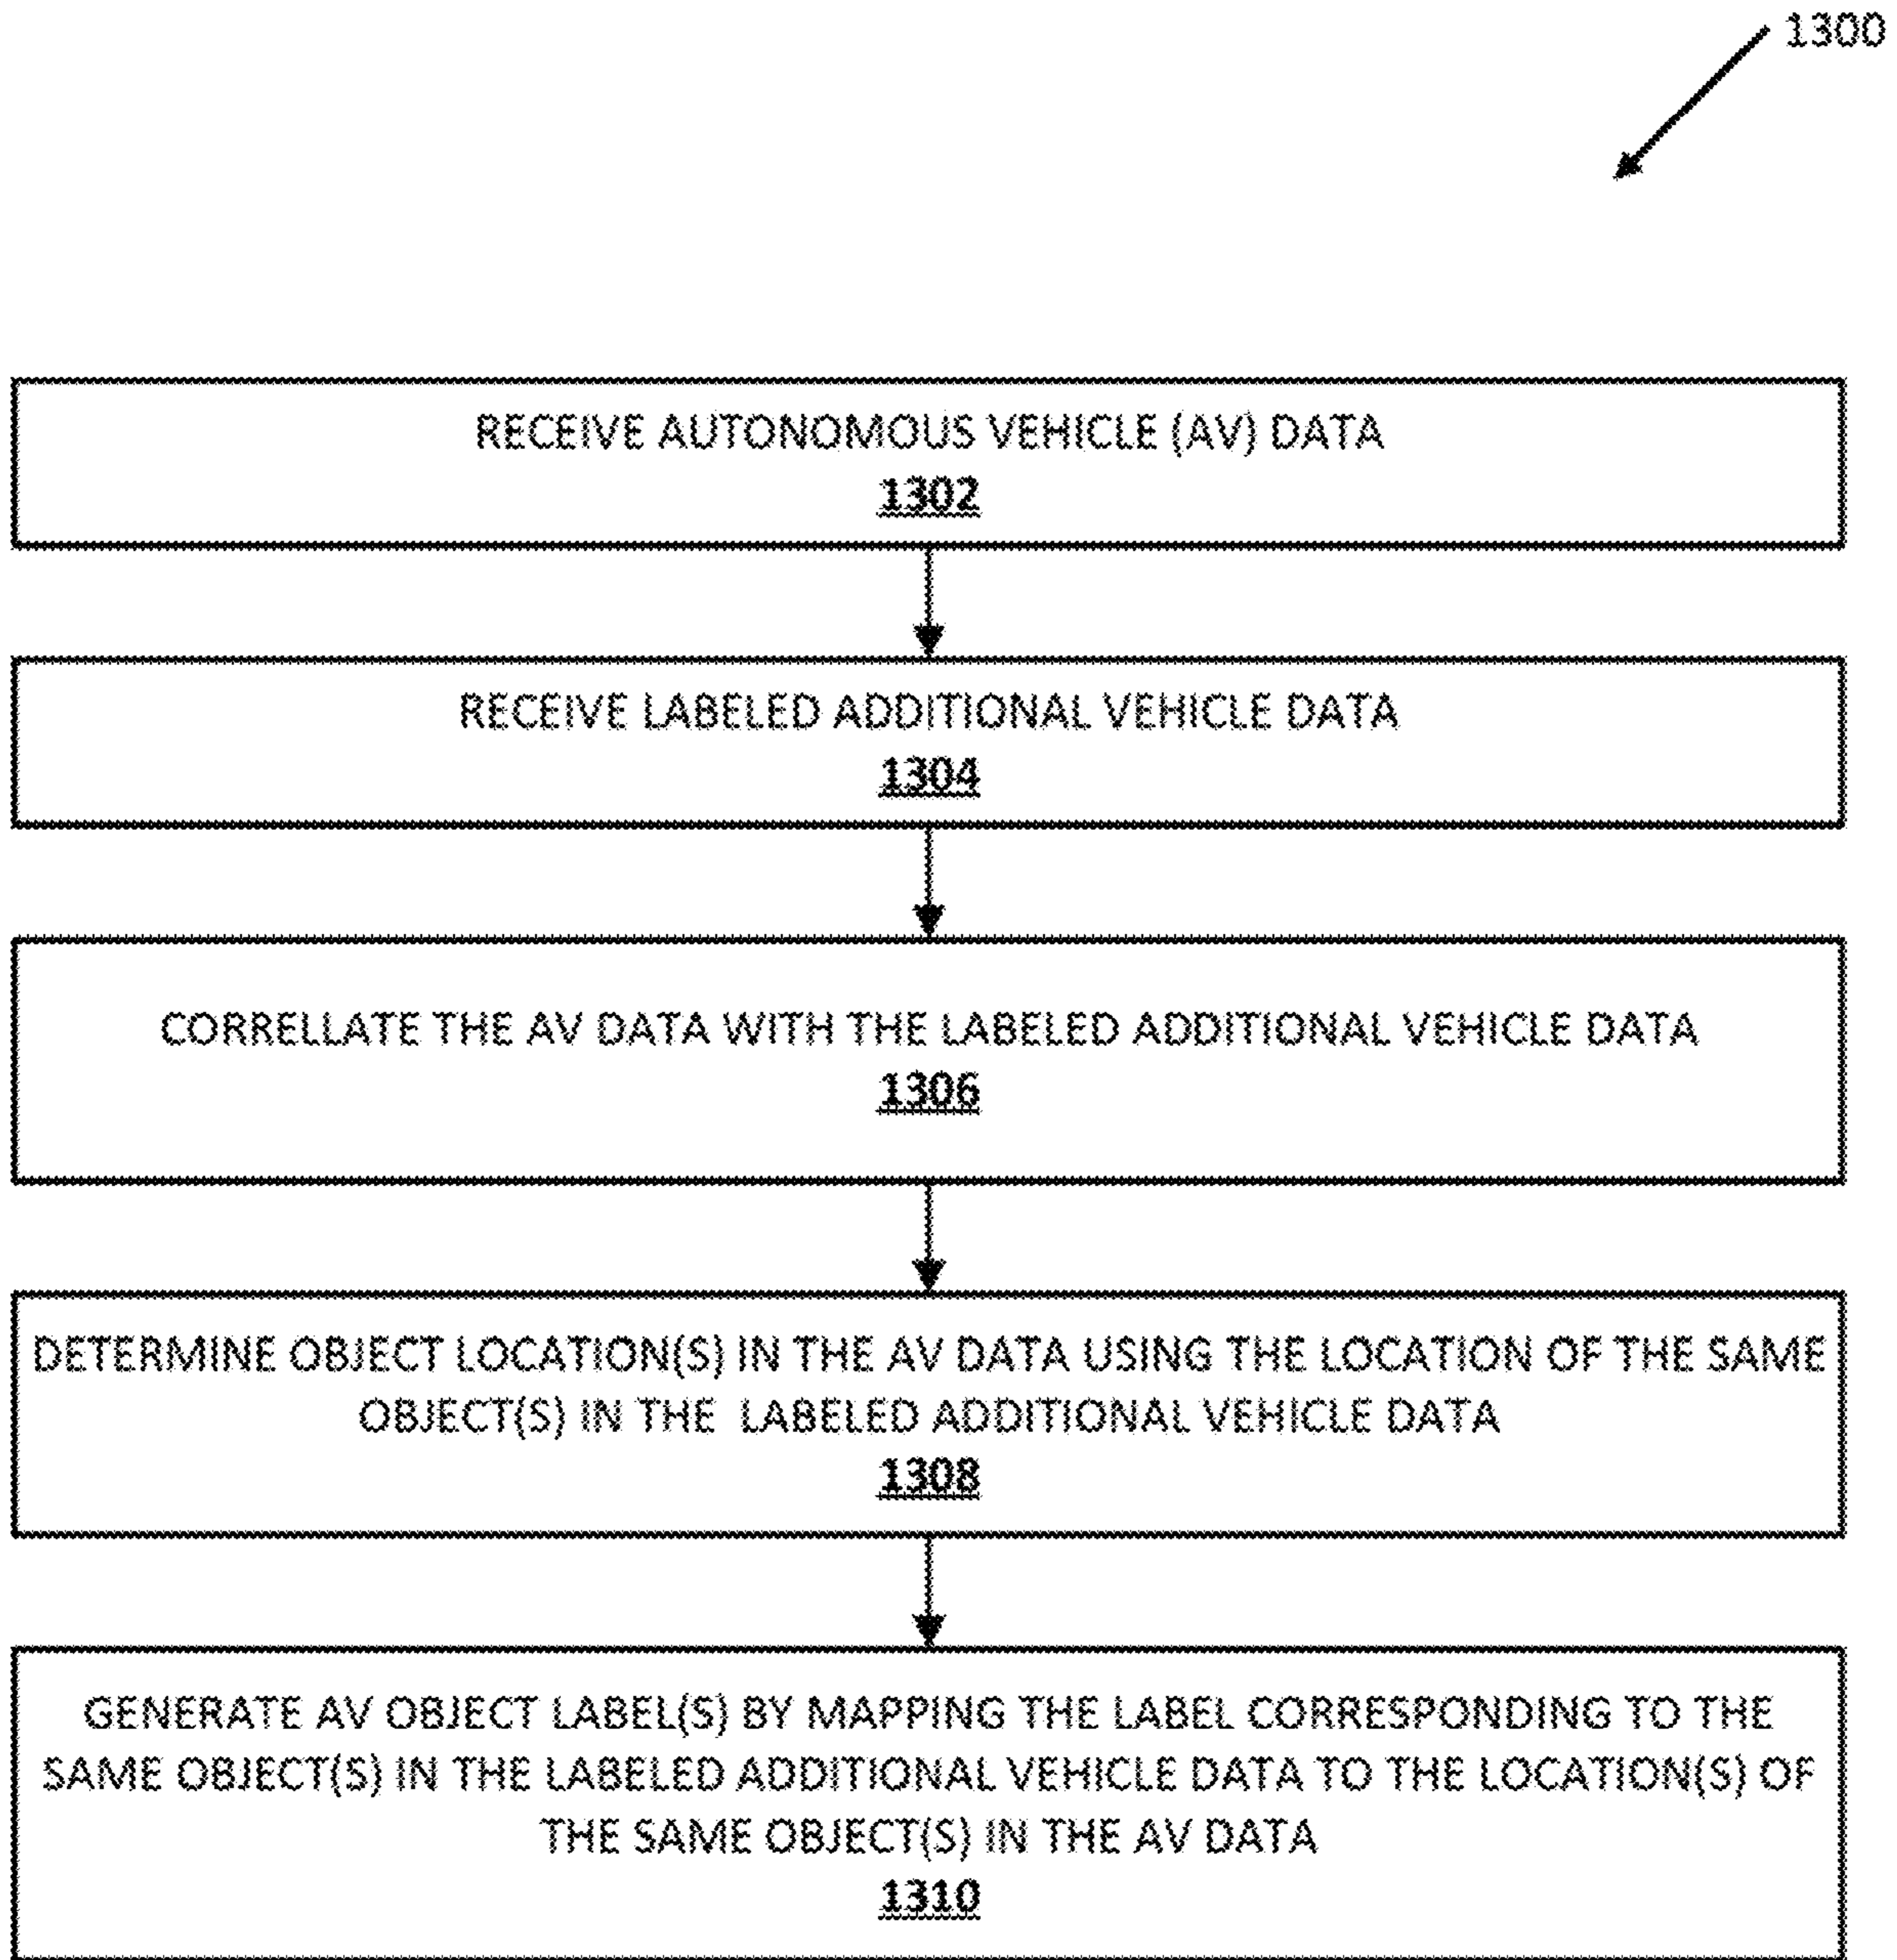 1300
RECEIVE AUTONOMOUS VEHICLE (AV) DATA
1302
RECEIVE LABELED ADDITIONAL VEHICLE DATA
1304
CORRELLATE THE AV DATA WITH THE LABELED ADDITIONAL VEHICLE DATA
1306
DETERMINE OBJECT LOCATION(S) IN THE AV DATA USING THE LOCATION OF THE SAME
OBJECT(S) IN THE LABELED ADDITIONAL VEHICLE DATA
1308
GENERATE AV OBJECT LABEL(S) BY MAPPING THE LABEL CORRESPONDING TO THE
SAME OBJECT(S) IN THE LABELED ADDITIONAL VEHICLE DATA TO THE LOCATION(S) OF
THE SAME OBJECT(S) IN THE AV DATA
1310